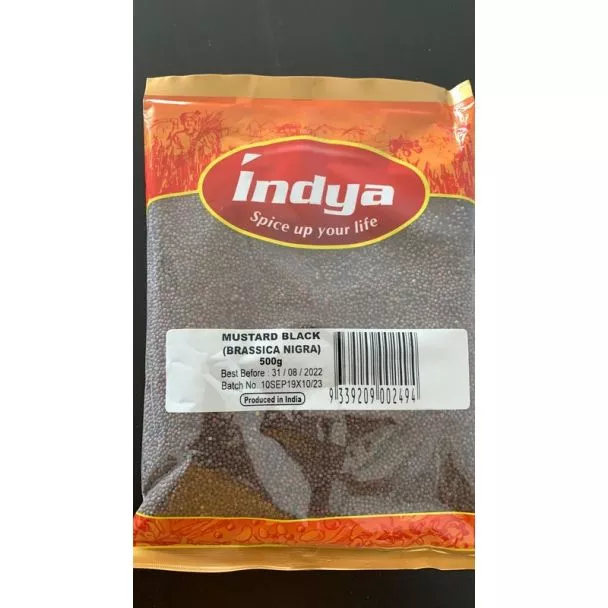 índya
Spice up your life
MUSTARD BLACK
(BRASSICA NIGRA)
500g
Best Before : 31 / 08 / 2022
Batch No. 10SEP19X10/23
Produced in India
9 339209 002494